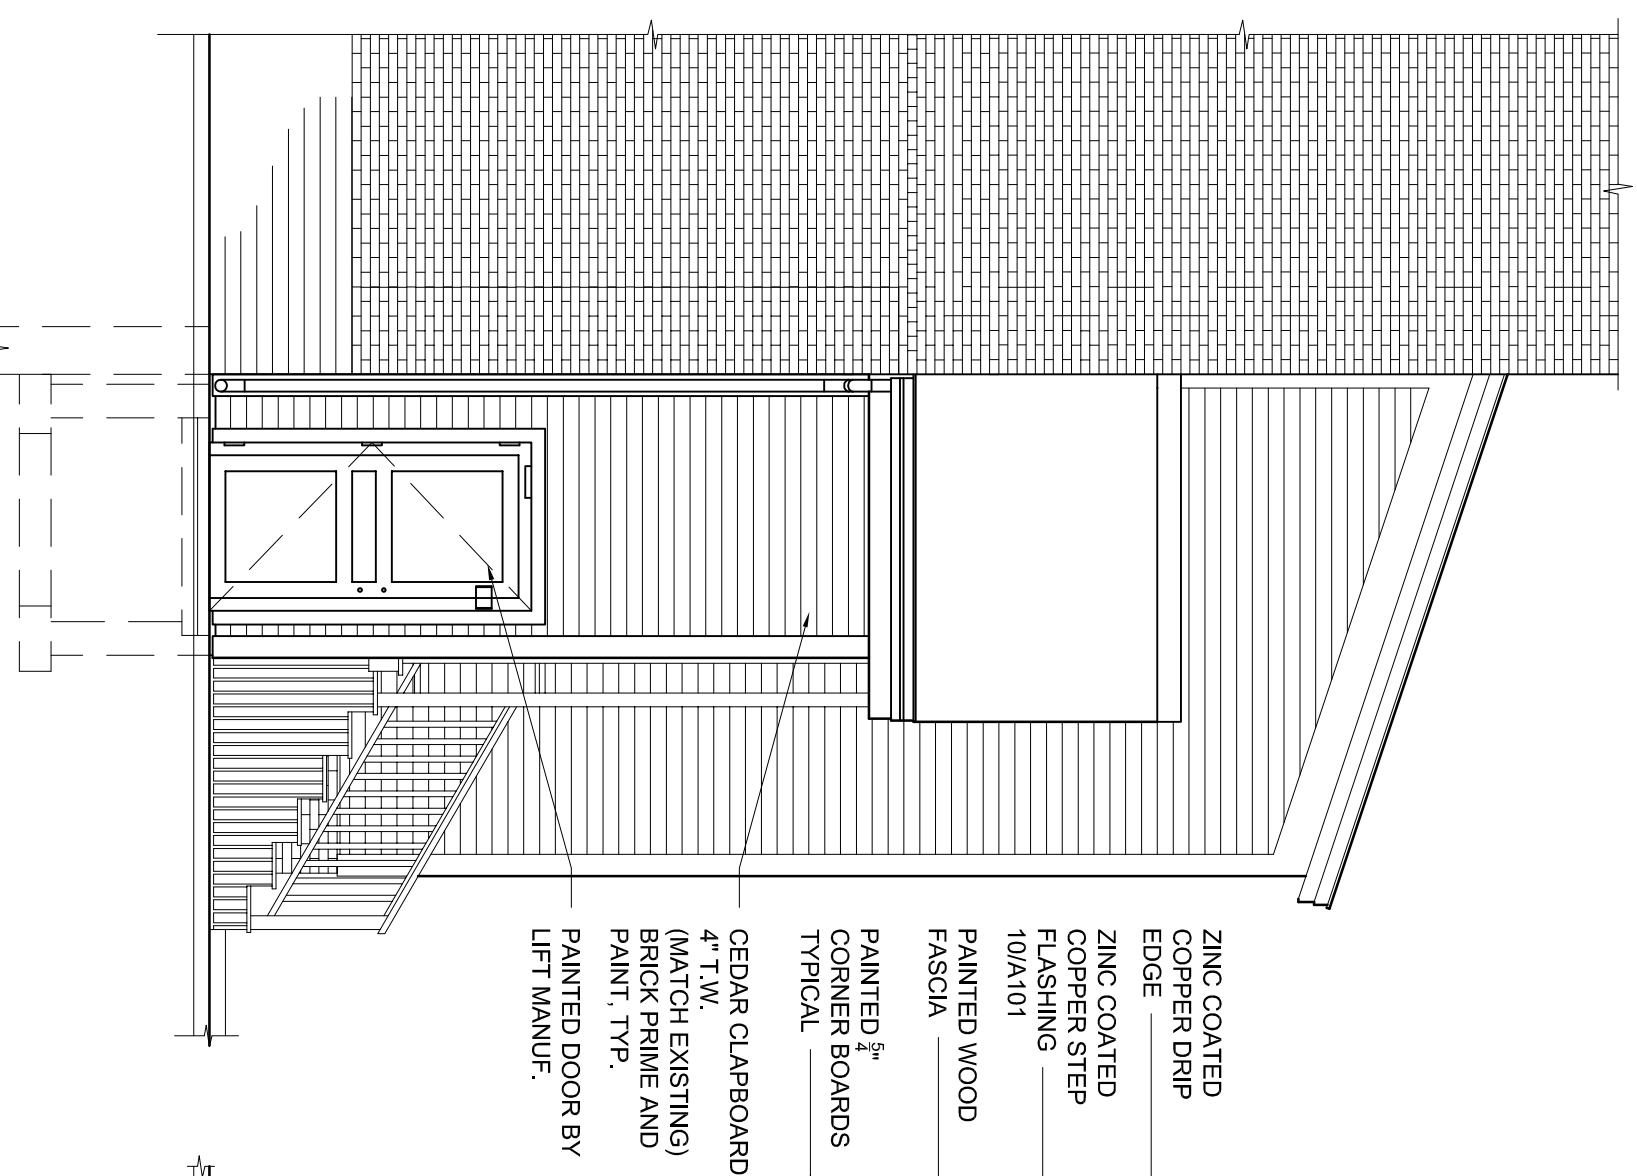 ZINC COATED
COPPER DRIP
EDGE
ZINC COATED
COPPER STEP
FLASHING
10/A101
PAINTED WOOD
FASCIA
PAINTED 5/4"
CORNER BOARDS
TYPICAL
CEDAR CLAPBOARD
4" T.W.
(MATCH EXISTING)
BRICK PRIME AND
PAINT, TYP.
PAINTED DOOR BY
LIFT MANUF.